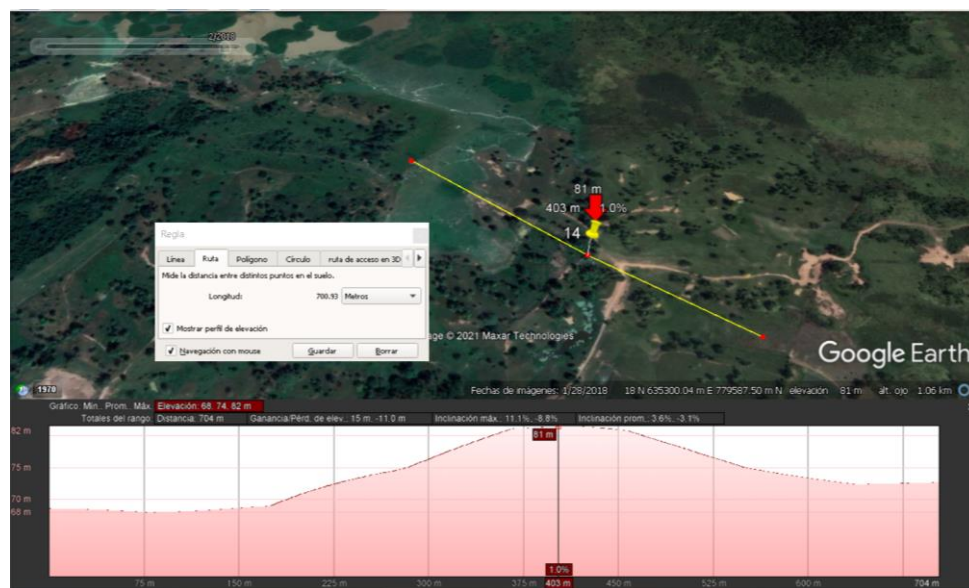 2/2018
81 m
403 m 1.0%
14
Regla
Línea Ruta Polígono Círculo ruta de acceso en 3D
Mide la distancia entre distintos puntos en el suelo.
Longitud: 700.93 Metros
Mostrar perfil de elevación
Navegación con mouse Guardar Borrar
age © 2021 Maxar Technologies
Google Earth
1970
Fechas de imágenes: 1/28/2018 18 N 635300.04 m E 779587.50 m N elevación 81 m alt. ojo 1.06 km
Gráfico: Mín., Prom., Máx. Elevación: 68, 74, 82 m
Totales del rango: Distancia: 704 m Ganancia/Pérd. de elev.: 15 m, -11.0 m Inclinación máx.: 11.1%, -8.8% Inclinación prom.: 3.6%, -3.1%
82 m
81 m
75 m
70 m
68 m
1.0%
75 m 150 m 225 m 300 m 375 m 403 m 450 m 525 m 600 m 704 m